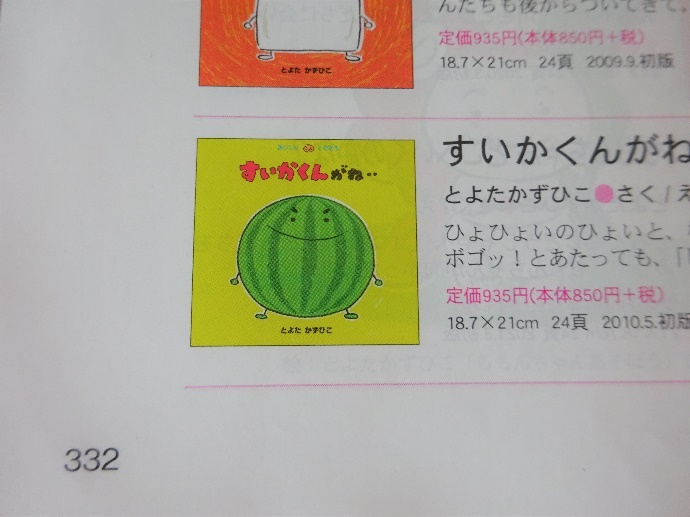 んたちも後からついてきて、
定価935円(本体850円＋税)
18.7×21cm 24頁 2009.9.初版
とよた かずひこ
すいかくんがね‥
とよた かずひこ
すいかくんがね
とよたかずひこ●さく/え
ひょひょいのひょいと、
ボゴッ！とあたっても、「
定価935円(本体850円＋税)
18.7×21cm 24頁 2010.5.初版
332